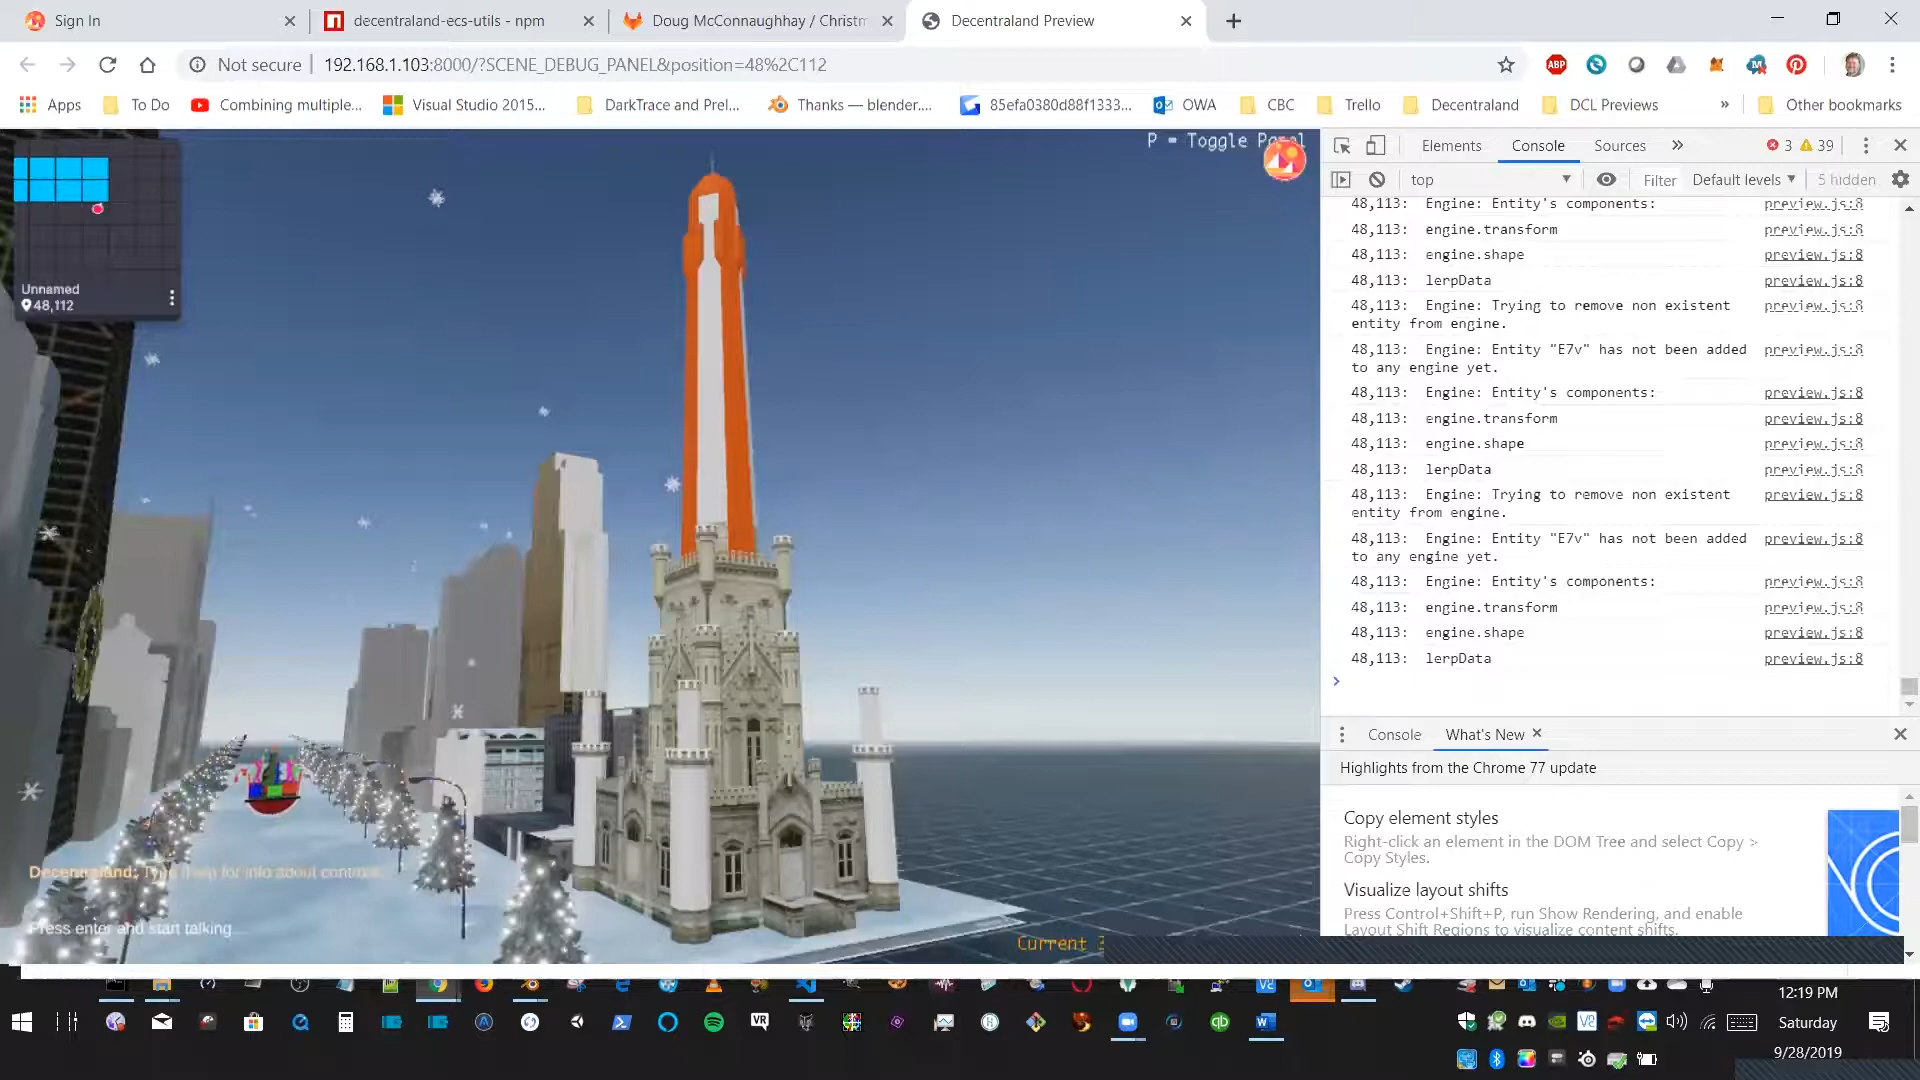 Sign In
decentraland-ecs-utils - npm
Doug McConnaughhay / Christm
Decentraland Preview
Not secure
192.168.1.103:8000/?SCENE_DEBUG_PANEL&position=48%2C112
ABP
Apps
To Do
Combining multiple...
Visual Studio 2015...
DarkTrace and Prel...
Thanks — blender....
85efa0380d88f1333...
OWA
CBC
Trello
Decentraland
DCL Previews
»
Other bookmarks
P = Toggle Panel
Unnamed
48,112
Decentraland: Type /help for info about controls
Press enter and start talking...
Current
Elements
Console
Sources
»
3
39
top
Filter
Default levels
5 hidden
48,113: Engine: Entity's components: preview.js:8
48,113: engine.transform preview.js:8
48,113: engine.shape preview.js:8
48,113: lerpData preview.js:8
48,113: Engine: Trying to remove non existent preview.js:8
entity from engine.
48,113: Engine: Entity "E7v" has not been added preview.js:8
to any engine yet.
48,113: Engine: Entity's components: preview.js:8
48,113: engine.transform preview.js:8
48,113: engine.shape preview.js:8
48,113: lerpData preview.js:8
48,113: Engine: Trying to remove non existent preview.js:8
entity from engine.
48,113: Engine: Entity "E7v" has not been added preview.js:8
to any engine yet.
48,113: Engine: Entity's components: preview.js:8
48,113: engine.transform preview.js:8
48,113: engine.shape preview.js:8
48,113: lerpData preview.js:8
Console
What's New
Highlights from the Chrome 77 update
Copy element styles
Right-click an element in the DOM Tree and select Copy >
Copy Styles.
Visualize layout shifts
Press Control+Shift+P, run Show Rendering, and enable
Layout Shift Regions to visualize content shifts.
VR
12:19 PM
Saturday
9/28/2019